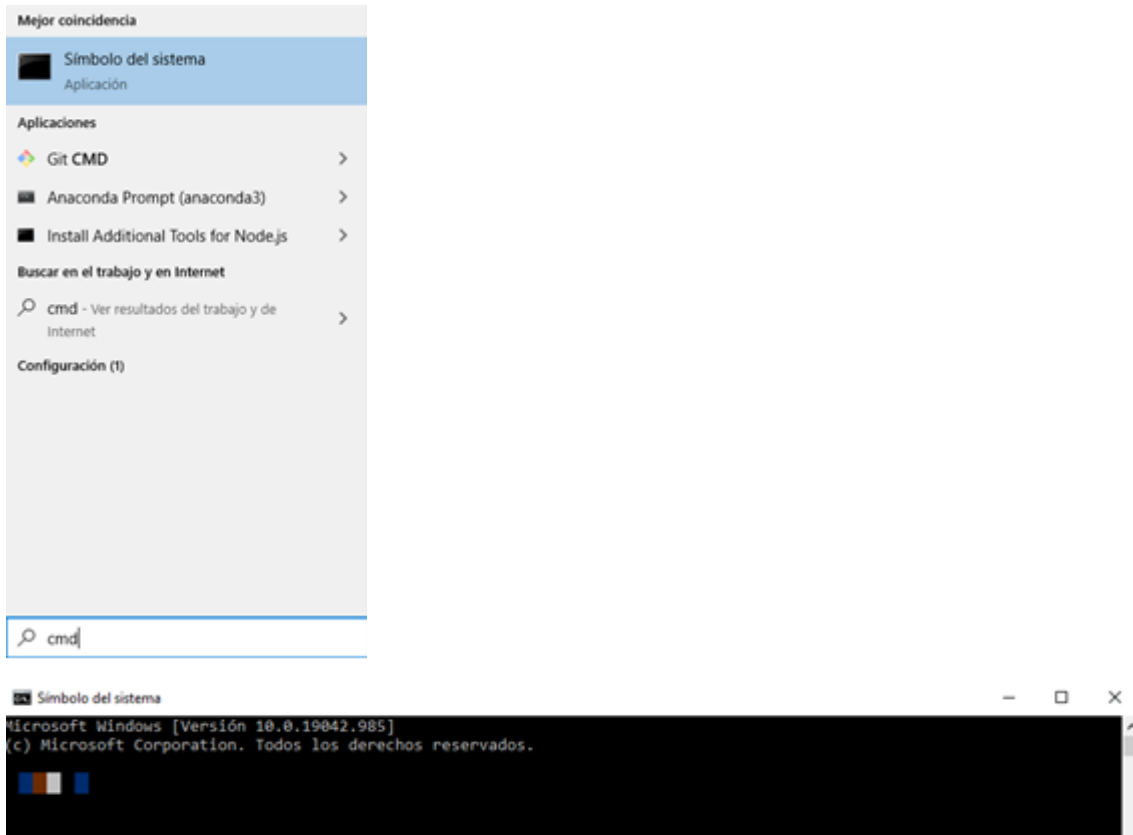 Mejor coincidencia
Símbolo del sistema
Aplicación
Aplicaciones
Git CMD
Anaconda Prompt (anaconda3)
Install Additional Tools for Node.js
Buscar en el trabajo y en Internet
cmd - Ver resultados del trabajo y de
Internet
Configuración (1)
cmd
Símbolo del sistema
Microsoft Windows [Versión 10.0.19042.985]
(c) Microsoft Corporation. Todos los derechos reservados.